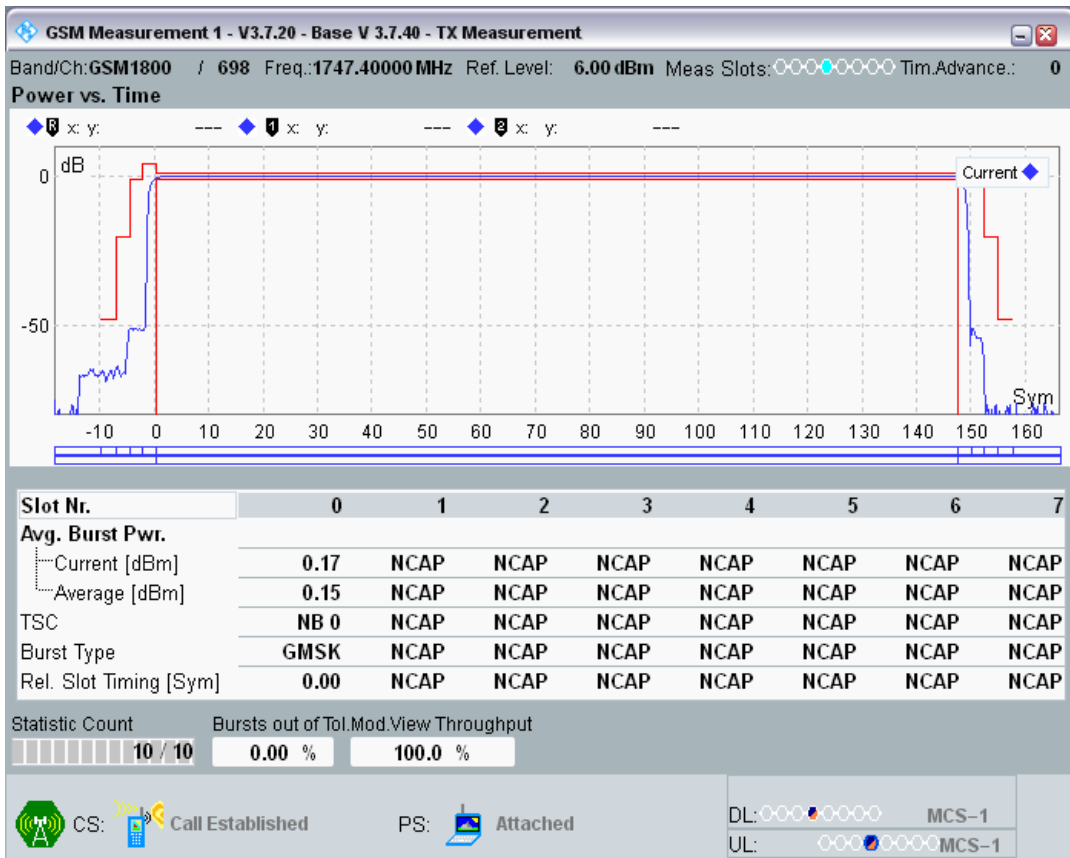 GSM Measurement 1 - V3.7.20 - Base V 3.7.40 - TX Measurement
Band/Ch:GSM1800 / 698 Freq.:1747.40000 MHz Ref. Level: 6.00 dBm Meas Slots: Tim.Advance.: 0
Power vs. Time
R x: y: --- 1 x: y: --- 2 x: y: ---
dB
Current
0
-50
Sym
-10 0 10 20 30 40 50 60 70 80 90 100 110 120 130 140 150 160
Slot Nr. 0 1 2 3 4 5 6 7
Avg. Burst Pwr.
Current [dBm] 0.17 NCAP NCAP NCAP NCAP NCAP NCAP NCAP
Average [dBm] 0.15 NCAP NCAP NCAP NCAP NCAP NCAP NCAP
TSC NB 0 NCAP NCAP NCAP NCAP NCAP NCAP NCAP
Burst Type GMSK NCAP NCAP NCAP NCAP NCAP NCAP NCAP
Rel. Slot Timing [Sym] 0.00 NCAP NCAP NCAP NCAP NCAP NCAP NCAP
Statistic Count Bursts out of Tol.Mod.View Throughput
10 / 10 0.00 % 100.0 %
CS: Call Established PS: Attached
DL: MCS-1
UL: MCS-1